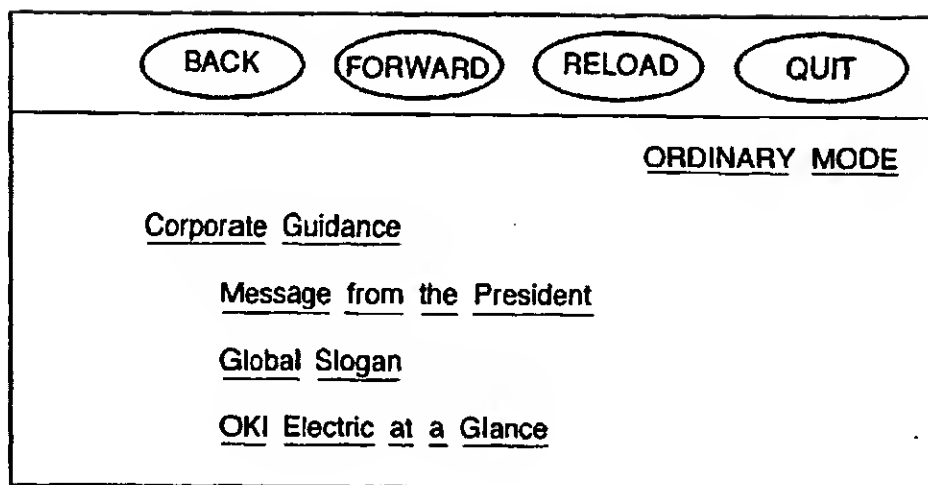 BACK FORWARD RELOAD QUIT
ORDINARY MODE
Corporate Guidance
Message from the President
Global Slogan
OKI Electric at a Glance